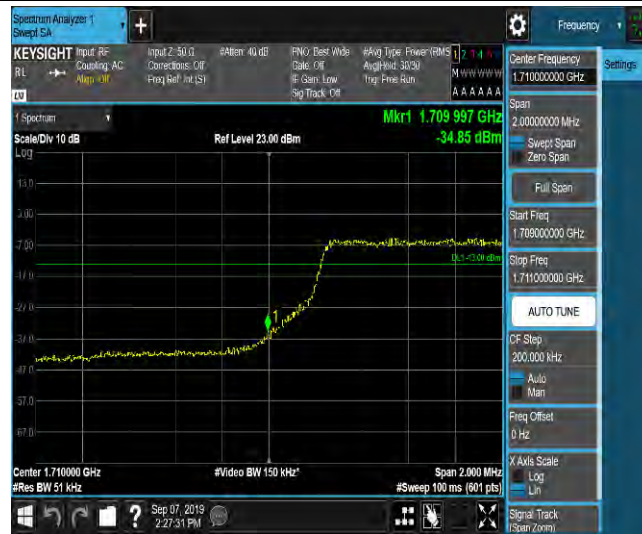 Spectrum Analyzer 1
Swept SA
Frequency
KEYSIGHT
Input: RF
Coupling: AC
Align: Off
Input Z: 50 Ω
Corrections: Off
Freq Ref: Int (S)
#Atten: 40 dB
PNO: Best Wide
Gate: Off
IF Gain: Low
Sig Track: Off
#Avg Type: Power (RMS
Avg|Hold: 30/30
Trig: Free Run
1 2 3 4 5 6
M W W W W W
A A A A A A
RL
LW
1 Spectrum
Scale/Div 10 dB
Ref Level 23.00 dBm
Mkr1 1.709 997 GHz
-34.85 dBm
Log
13.0
3.00
-7.00
DL1 -13.00 dBm
-17.0
-27.0
-37.0
-47.0
-57.0
-67.0
1
Center 1.710000 GHz
#Video BW 150 kHz*
Span 2.000 MHz
#Res BW 51 kHz
#Sweep 100 ms (601 pts)
Sep 07, 2019
2:27:31 PM
Center Frequency
1.710000000 GHz
Settings
Span
2.00000000 MHz
Swept Span
Zero Span
Full Span
Start Freq
1.709000000 GHz
Stop Freq
1.711000000 GHz
AUTO TUNE
CF Step
200.000 kHz
Auto
Man
Freq Offset
0 Hz
X Axis Scale
Log
Lin
Signal Track
(Span Zoom)